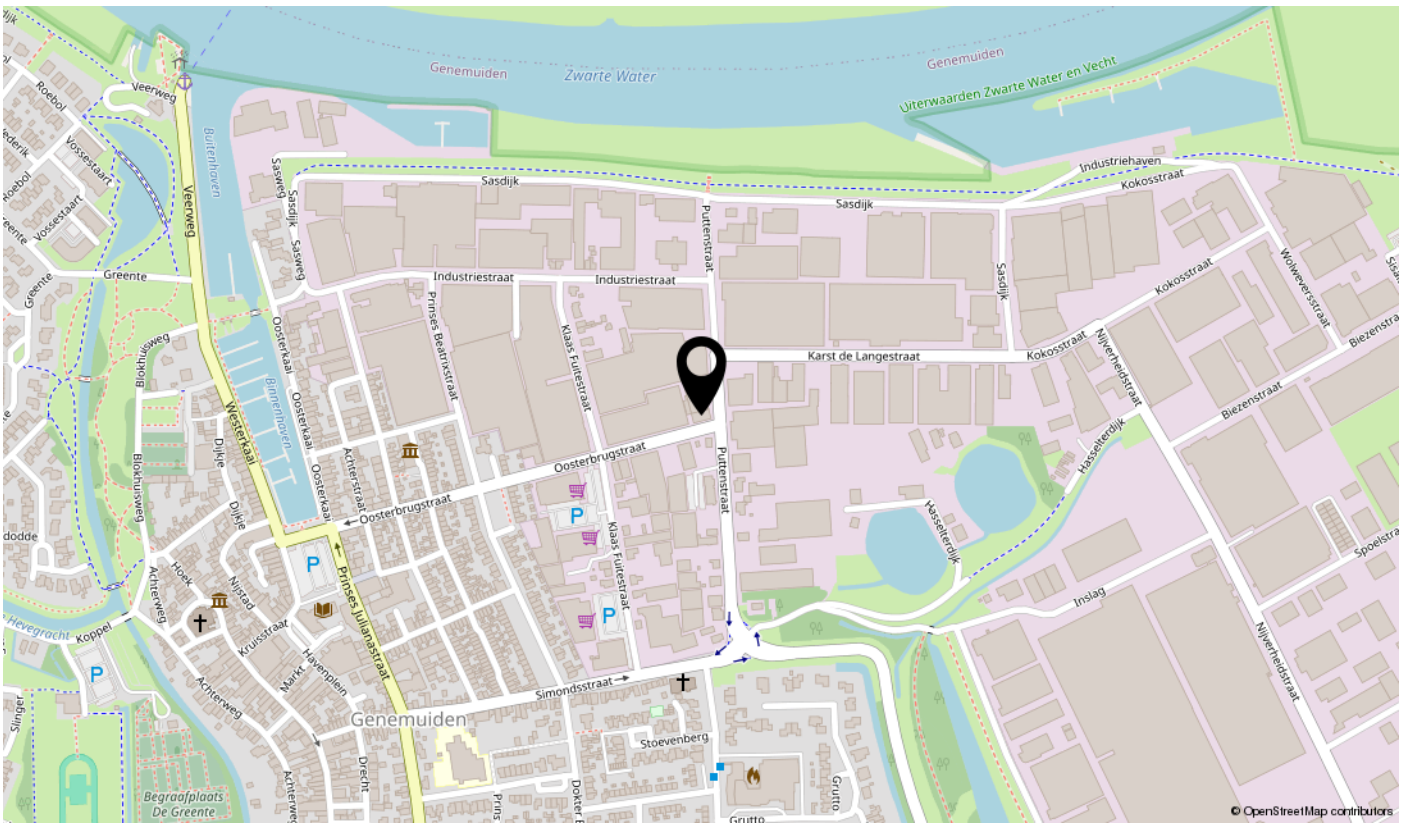 Genemuiden
Zwarte Water
Genemuiden
Uiterwaarden Zwarte Water en Vecht
Roebol
Veerweg
Vossestaart
Buitenhaven
Roebol
Vossestaart
Veerweg
Sasweg
Sasdijk
Sasdijk
Sasdijk
Industriehaven
Kokosstraat
Puttenstraat
Sasweg
Greente
Greente
Industriestraat
Industriestraat
Sasdijk
Kokosstraat
Wolweversstraat
Prinses Beatrixstraat
Klaas Fuitestraat
Oosterkaai
Blokhuisweg
Karst de Langestraat
Kokosstraat
Nijverheidstraat
Biezenstraat
Binnenhaven
Oosterkaai
Westerkaai
Dijkje
Achterstraat
Oosterbrugstraat
Puttenstraat
Hasselterdijk
Blokhuisweg
Oosterkaai
Dijkje
Oosterbrugstraat
P
Klaas Fuitestraat
Hasselterdijk
P
Hoek
Nijstad
Achterweg
Prinses Julianastraat
Inslag
P
Hevegracht
Koppel
Kruisstraat
Markt
Havenplein
Nijverheidstraat
P
Achterweg
Simondsstraat
Slinger
Genemuiden
Stoevenberg
Drecht
Achterweg
Begraafplaats
De Greente
Grutto
Grutto
© OpenStreetMap contributors